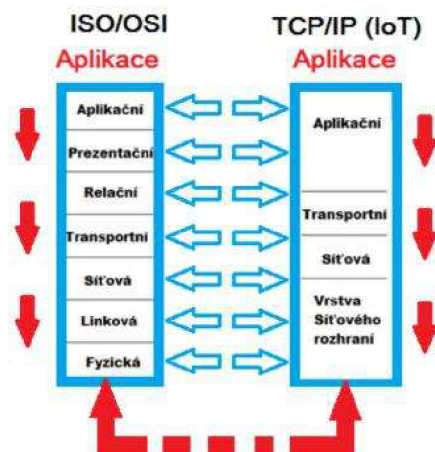 ISO/OSI
Aplikace
Aplikační
Prezentační
Relační
Transportní
Síťová
Linková
Fyzická
TCP/IP (IoT)
Aplikace
Aplikační
Transportní
Síťová
Vrstva
Síťového
rozhraní